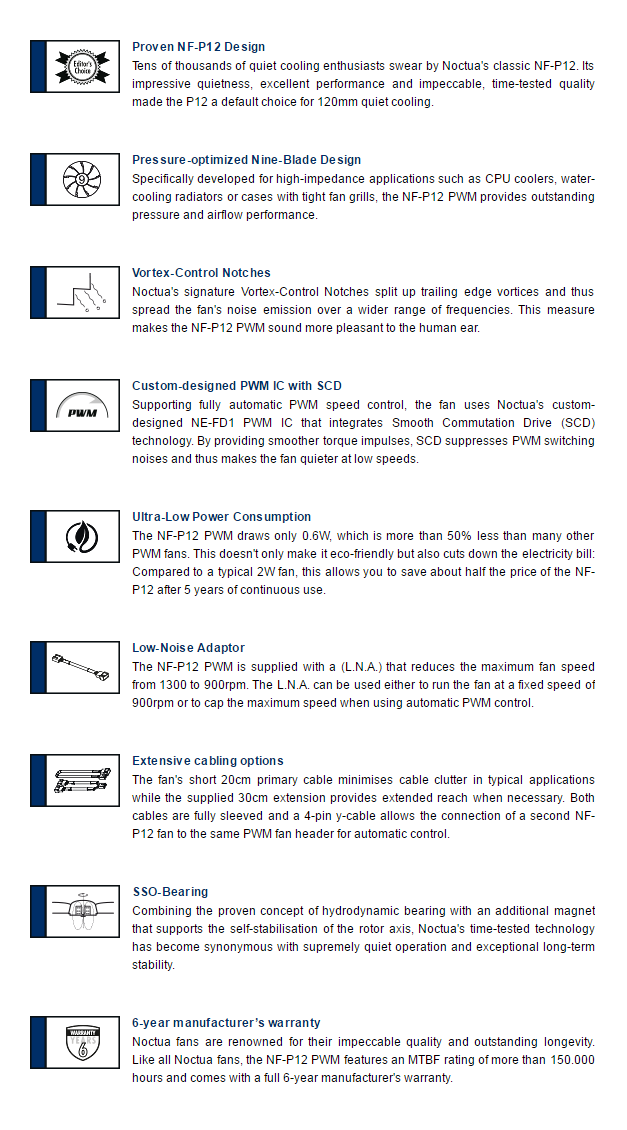 Editor's
Choice
Proven NF-P12 Design
Tens of thousands of quiet cooling enthusiasts swear by Noctua's classic NF-P12. Its
impressive quietness, excellent performance and impeccable, time-tested quality
made the P12 a default choice for 120mm quiet cooling.
9
Pressure-optimized Nine-Blade Design
Specifically developed for high-impedance applications such as CPU coolers, water-
cooling radiators or cases with tight fan grills, the NF-P12 PWM provides outstanding
pressure and airflow performance.
Vortex-Control Notches
Noctua's signature Vortex-Control Notches split up trailing edge vortices and thus
spread the fan's noise emission over a wider range of frequencies. This measure
makes the NF-P12 PWM sound more pleasant to the human ear.
PWM
Custom-designed PWM IC with SCD
Supporting fully automatic PWM speed control, the fan uses Noctua's custom-
designed NE-FD1 PWM IC that integrates Smooth Commutation Drive (SCD)
technology. By providing smoother torque impulses, SCD suppresses PWM switching
noises and thus makes the fan quieter at low speeds.
Ultra-Low Power Consumption
The NF-P12 PWM draws only 0.6W, which is more than 50% less than many other
PWM fans. This doesn't only make it eco-friendly but also cuts down the electricity bill:
Compared to a typical 2W fan, this allows you to save about half the price of the NF-
P12 after 5 years of continuous use.
Low-Noise Adaptor
The NF-P12 PWM is supplied with a (L.N.A.) that reduces the maximum fan speed
from 1300 to 900rpm. The L.N.A. can be used either to run the fan at a fixed speed of
900rpm or to cap the maximum speed when using automatic PWM control.
Extensive cabling options
The fan's short 20cm primary cable minimises cable clutter in typical applications
while the supplied 30cm extension provides extended reach when necessary. Both
cables are fully sleeved and a 4-pin y-cable allows the connection of a second NF-
P12 fan to the same PWM fan header for automatic control.
SSO-Bearing
Combining the proven concept of hydrodynamic bearing with an additional magnet
that supports the self-stabilisation of the rotor axis, Noctua's time-tested technology
has become synonymous with supremely quiet operation and exceptional long-term
stability.
WARRANTY
YEARS
6
6-year manufacturer's warranty
Noctua fans are renowned for their impeccable quality and outstanding longevity.
Like all Noctua fans, the NF-P12 PWM features an MTBF rating of more than 150.000
hours and comes with a full 6-year manufacturer's warranty.